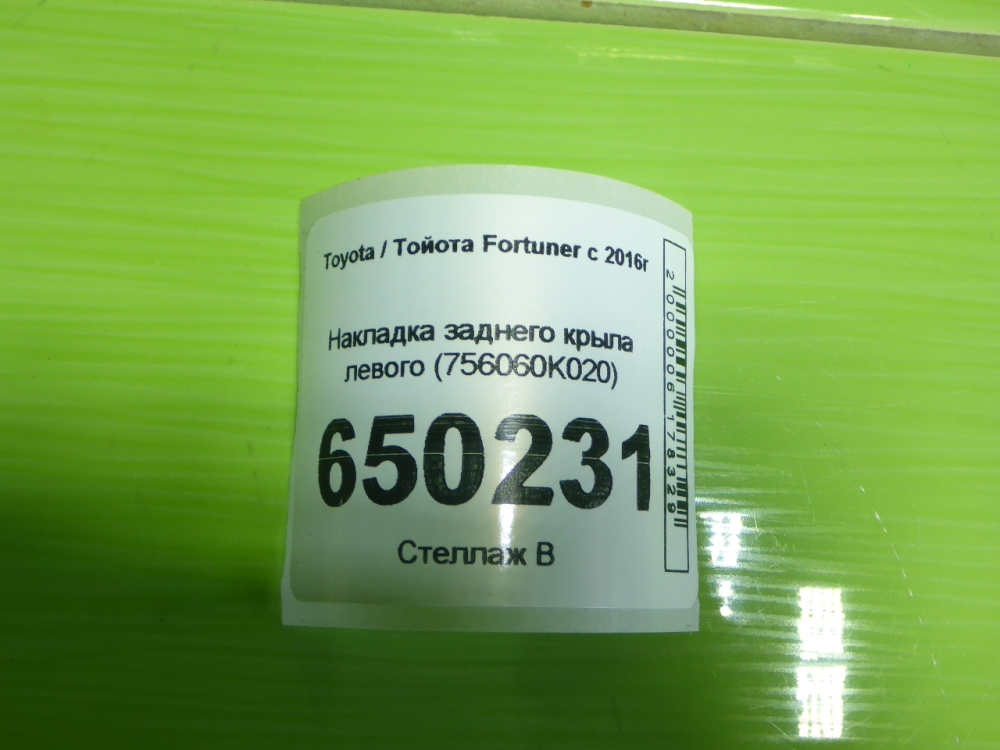 Toyota / Тойота Fortuner с 2016г
Накладка заднего крыла
левого (756060K020)
650231
Стеллаж В
2000006178329